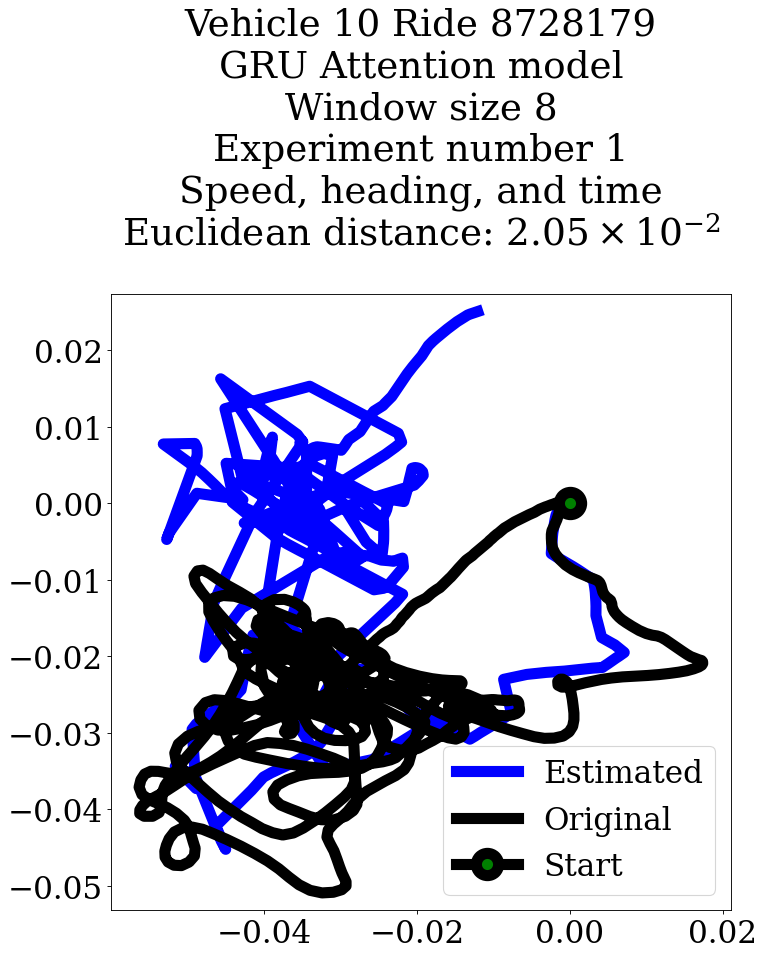 Vehicle 10 Ride 8728179
GRU Attention model
Window size 8
Experiment number 1
Speed, heading, and time
Euclidean distance: 2.05 × 10⁻²
0.02
0.01
0.00
−0.01
−0.02
−0.03
−0.04
−0.05
Estimated
Original
Start
−0.04 −0.02 0.00 0.02